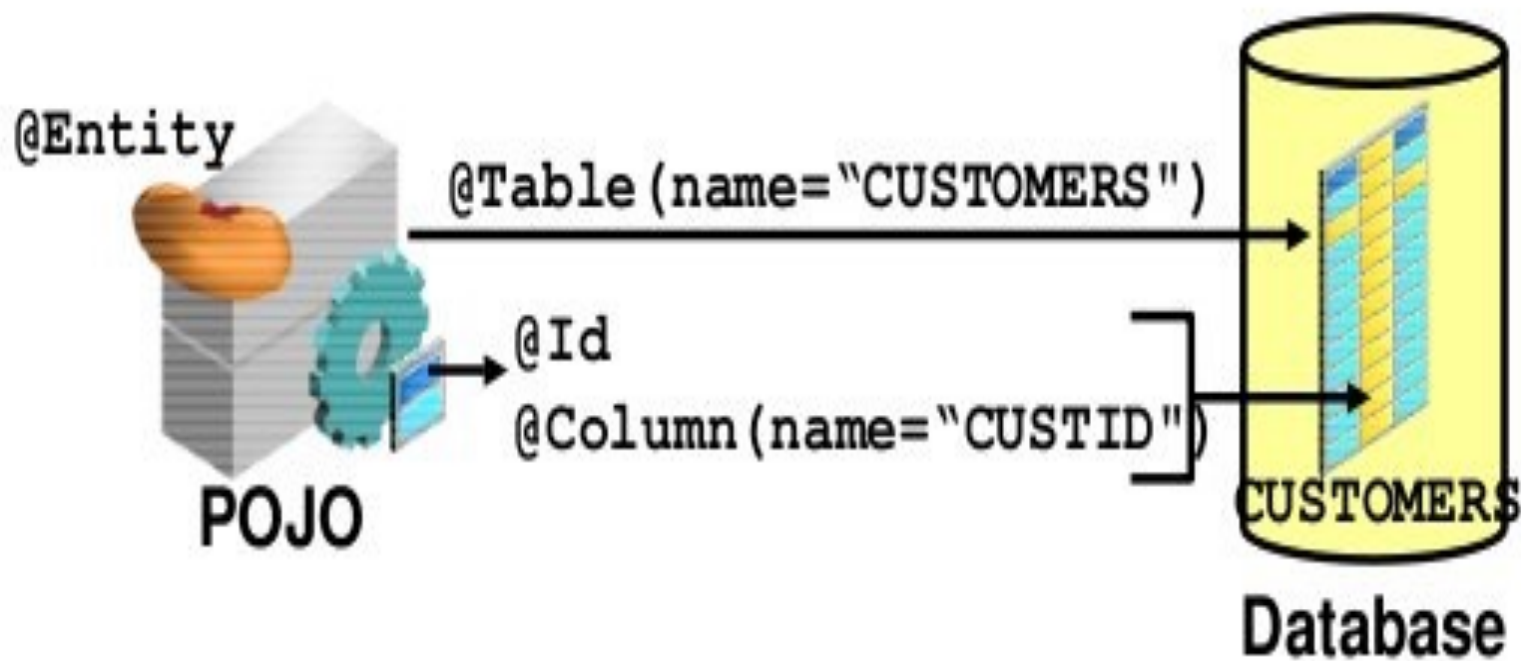 @Entity
@Table(name=“CUSTOMERS")
@Id
@Column(name=“CUSTID")
POJO
CUSTOMERS
Database